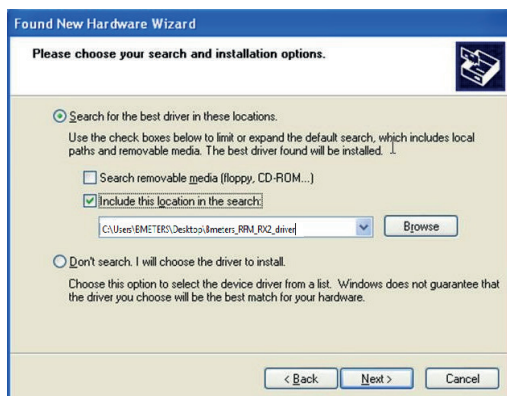 Found New Hardware Wizard
Please choose your search and installation options.
Search for the best driver in these locations.
Use the check boxes below to limit or expand the default search, which includes local
paths and removable media. The best driver found will be installed.
Search removable media (floppy, CD-ROM...)
Include this location in the search:
C:\Users\BMETERS\Desktop\Bmeters_RFM_RX2_driver
Browse
Don't search. I will choose the driver to install.
Choose this option to select the device driver from a list. Windows does not guarantee that
the driver you choose will be the best match for your hardware.
< Back Next > Cancel